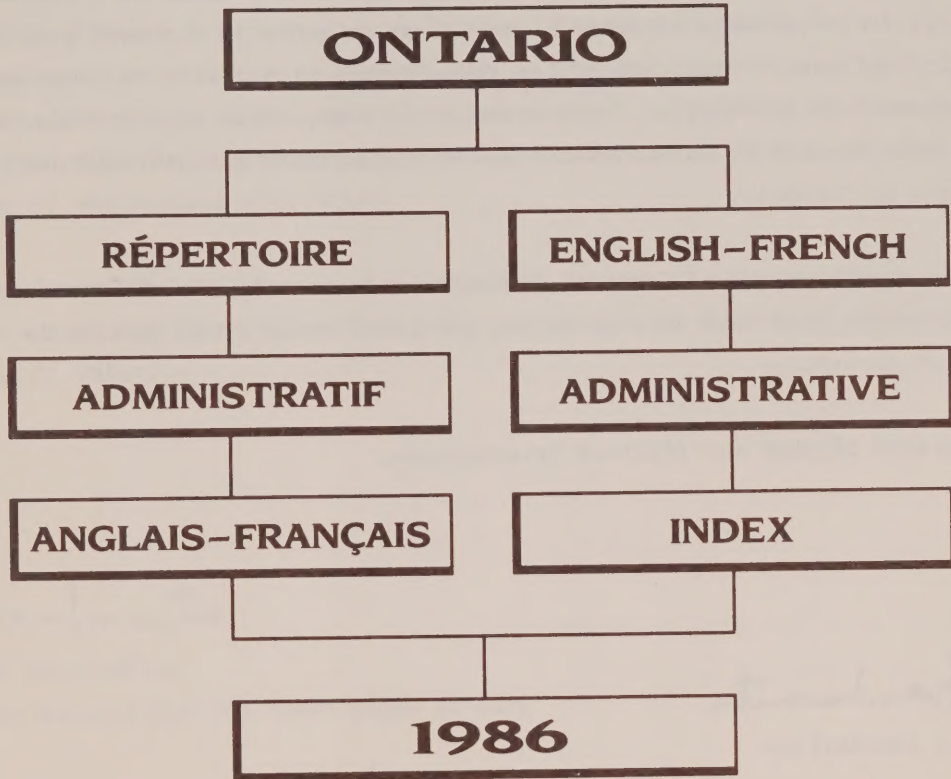 ONTARIO
RÉPERTOIRE
ADMINISTRATIF
ANGLAIS–FRANÇAIS
ENGLISH–FRENCH
ADMINISTRATIVE
INDEX
1986